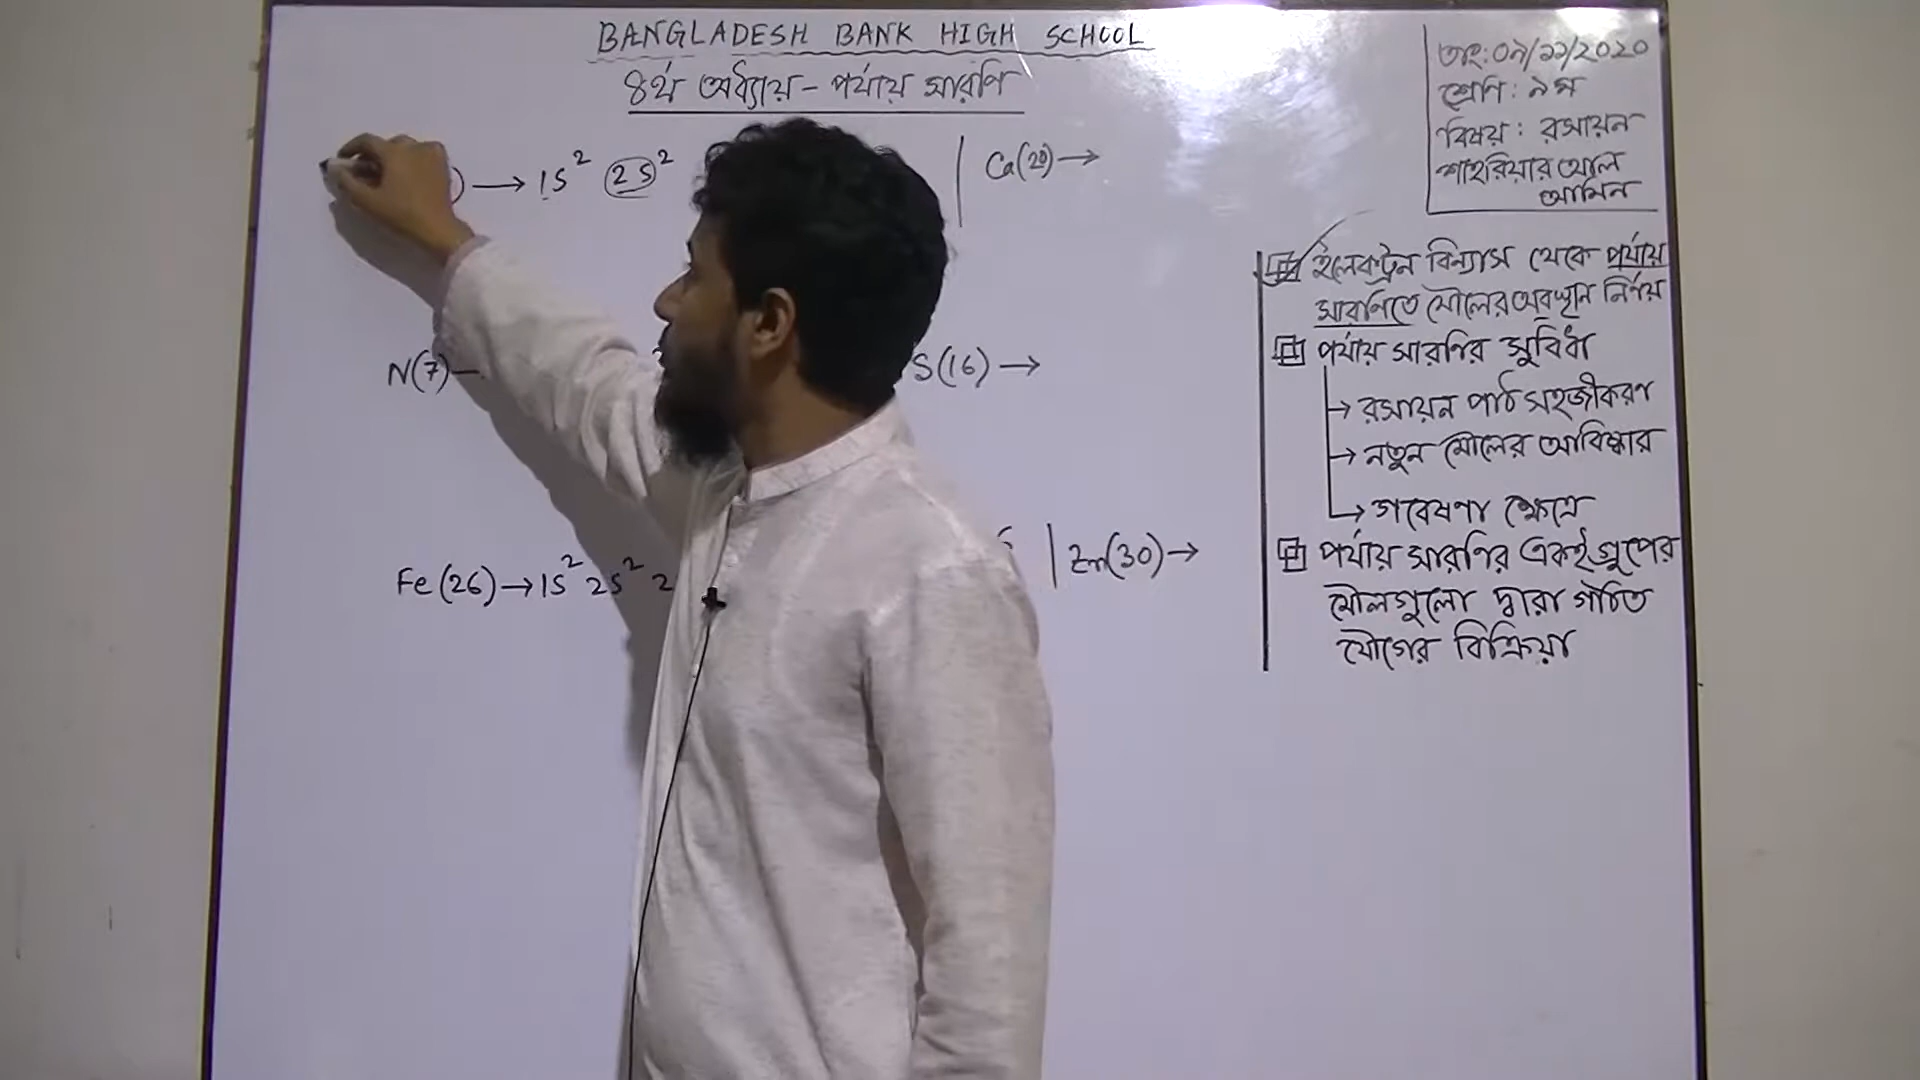 BANGLADESH BANK HIGH SCHOOL
৪র্থ অধ্যায় - পর্যায় সারণি
) → 1S² 2S²
Ca(20) →
N(7) –
S(16) →
Fe(26) → 1S² 2S² 2
Zn(30) →
তাং: ০৯/১১/২০২০
শ্রেণি: ৯ম
বিষয়: রসায়ন
শাহরিয়ার আল
আমিন
ইলেকট্রন বিন্যাস থেকে পর্যায়
সারণিতে মৌলের অবস্থান নির্ণয়
পর্যায় সারণির সুবিধা
→ রসায়ন পাঠ সহজীকরণ
→ নতুন মৌলের আবিষ্কার
→ গবেষণা ক্ষেত্রে
পর্যায় সারণির একই গ্রুপের
মৌলগুলো দ্বারা গঠিত
যৌগের বিক্রিয়া